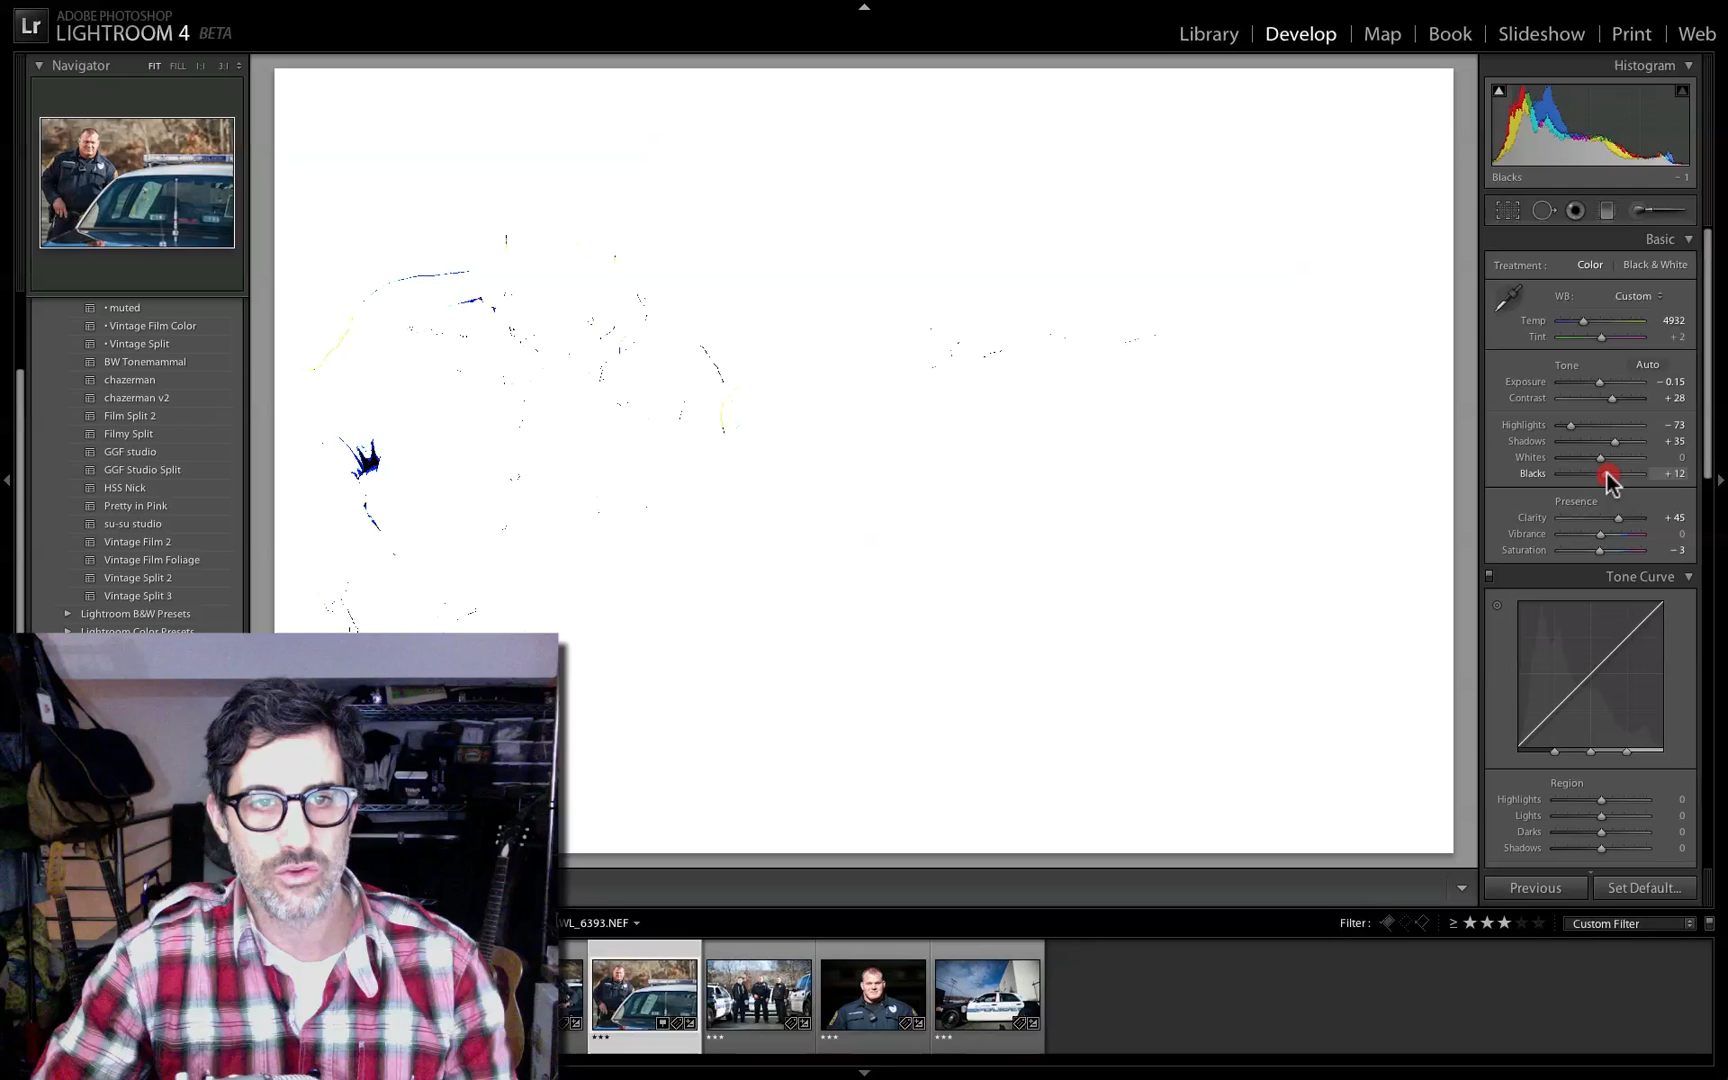 Lr
ADOBE PHOTOSHOP
LIGHTROOM 4 BETA
Library | Develop | Map | Book | Slideshow | Print | Web
Navigator FIT FILL 1:1 3:1
Histogram
Blacks - 1
Basic
Treatment : Color Black & White
WB: Custom
Temp 4932
Tint + 2
Tone Auto
Exposure - 0.15
Contrast + 28
Highlights - 73
Shadows + 35
Whites 0
Blacks + 12
Presence
Clarity + 45
Vibrance 0
Saturation - 3
Tone Curve
Region
Highlights 0
Lights 0
Darks 0
Shadows 0
Previous Set Default...
• muted
• Vintage Film Color
• Vintage Split
BW Tonemammal
chazerman
chazerman v2
Film Split 2
Filmy Split
GGF studio
GGF Studio Split
HSS Nick
Pretty in Pink
su-su studio
Vintage Film 2
Vintage Film Foliage
Vintage Split 2
Vintage Split 3
Lightroom B&W Presets
Lightroom Color Presets
WL_6393.NEF
Filter : ≥ ★★★ Custom Filter